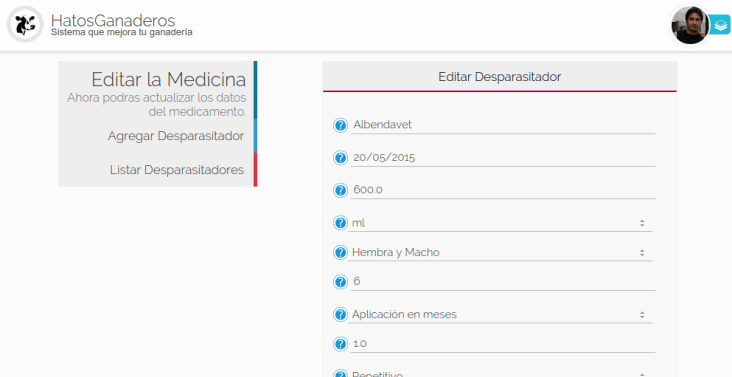 HatosGanaderos
Sistema que mejora tu ganadería
Editar la Medicina
Ahora podras actualizar los datos
del medicamento.
Agregar Desparasitador
Listar Desparasitadores
Editar Desparasitador
? Albendavet
? 20/05/2015
? 600.0
? ml
? Hembra y Macho
? 6
? Aplicación en meses
? 1.0
? Repetitivo